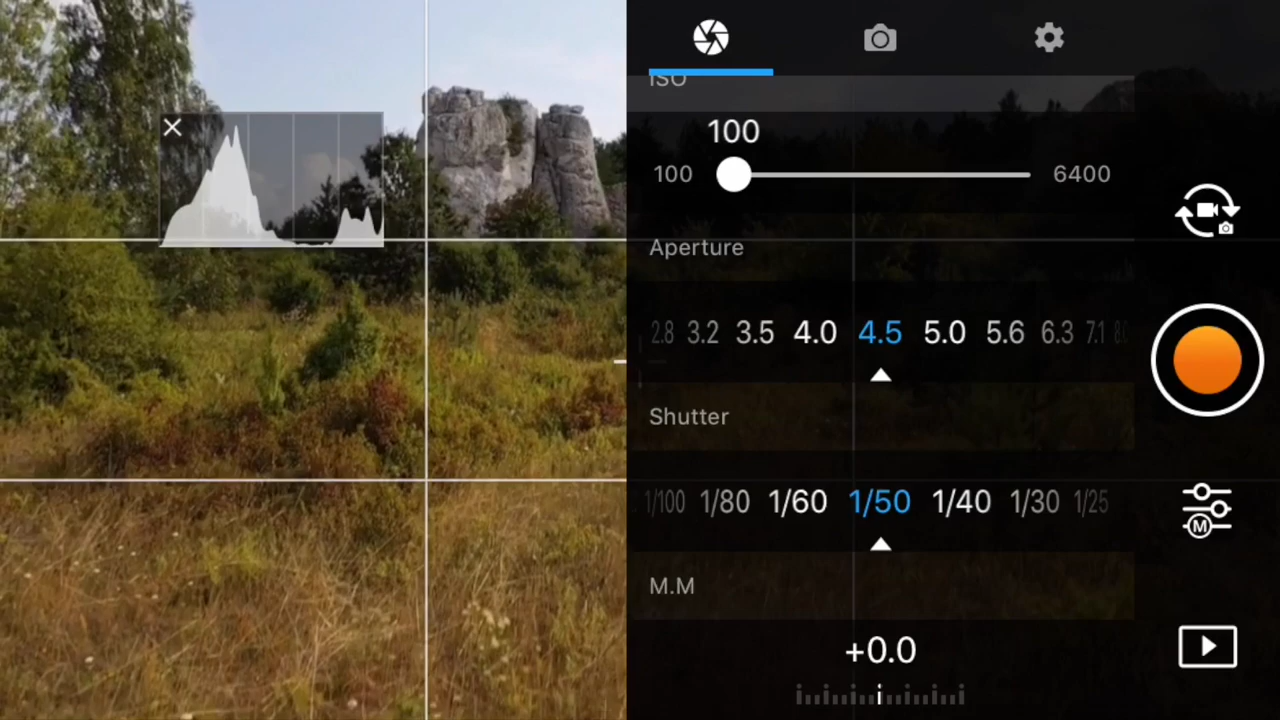 ISO
100
100 6400
Aperture
2.8 3.2 3.5 4.0 4.5 5.0 5.6 6.3 7.1
Shutter
1/100 1/80 1/60 1/50 1/40 1/30 1/25
M
M.M
+0.0